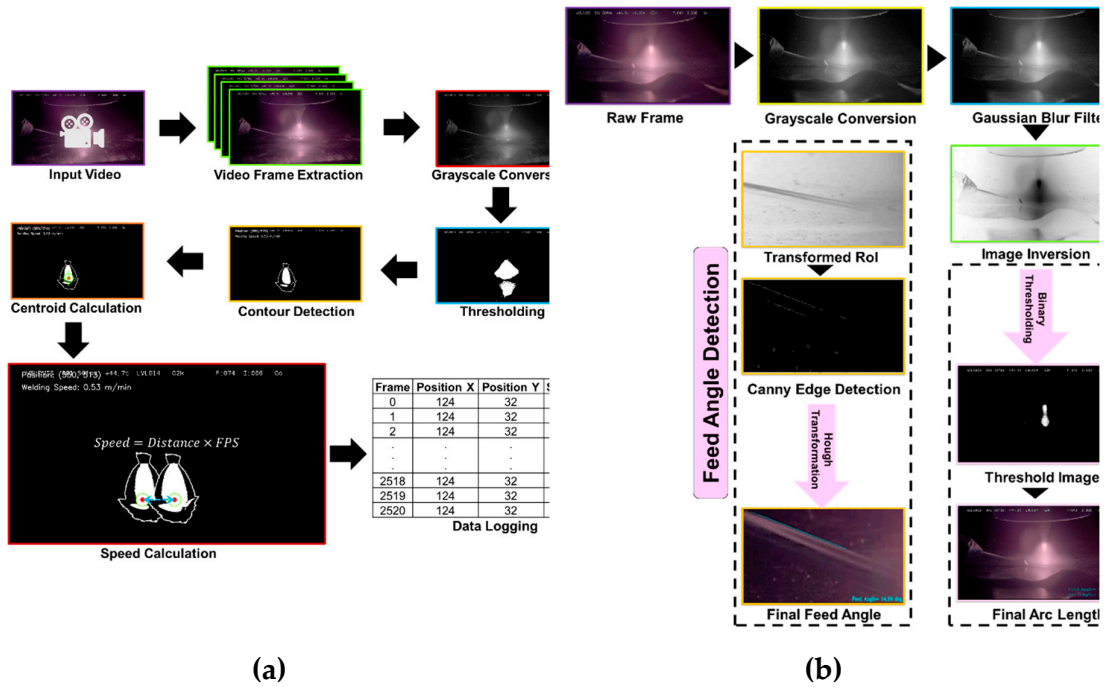 Input Video
Video Frame Extraction
Grayscale Convers
Centroid Calculation
Contour Detection
Thresholding
Welding Speed: 0.53 m/min
Speed = Distance × FPS
Speed Calculation
Frame Position X Position Y S
0 124 32
1 124 32
2 124 32
. . .
. . .
. . .
2518 124 32
2519 124 32
2520 124 32
Data Logging
(a)
Raw Frame
Grayscale Conversion
Gaussian Blur Filte
Feed Angle Detection
Transformed RoI
Canny Edge Detection
Hough
Transformation
Final Feed Angle
Image Inversion
Binary
Thresholding
Threshold Image
Final Arc Length
(b)